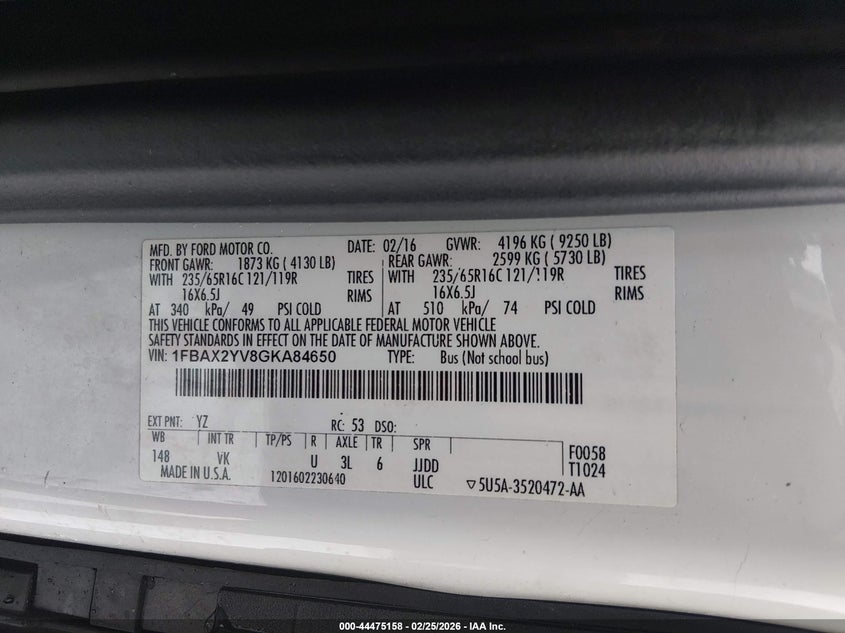 MFD. BY FORD MOTOR CO. DATE: 02/16 GVWR: 4196 KG ( 9250 LB)
FRONT GAWR: 1873 KG ( 4130 LB) REAR GAWR: 2599 KG ( 5730 LB)
WITH 235/65R16C 121/119R TIRES WITH 235/65R16C 121/119R TIRES
16X6.5J RIMS 16X6.5J RIMS
AT 340 kPa/ 49 PSI COLD AT 510 kPa/ 74 PSI COLD
THIS VEHICLE CONFORMS TO ALL APPLICABLE FEDERAL MOTOR VEHICLE
SAFETY STANDARDS IN EFFECT ON THE DATE OF MANUFACTURE SHOWN ABOVE.
VIN: 1FBAX2YV8GKA84650 TYPE: Bus (Not school bus)
EXT PNT: YZ RC: 53 DSO:
WB INT TR TP/PS R AXLE TR SPR F0058
148 VK U 3L 6 JJDD T1024
MADE IN U.S.A. 1201602230640 ULC ▽5U5A-3520472-AA
000-44475158 - 02/25/2026 - IAA Inc.